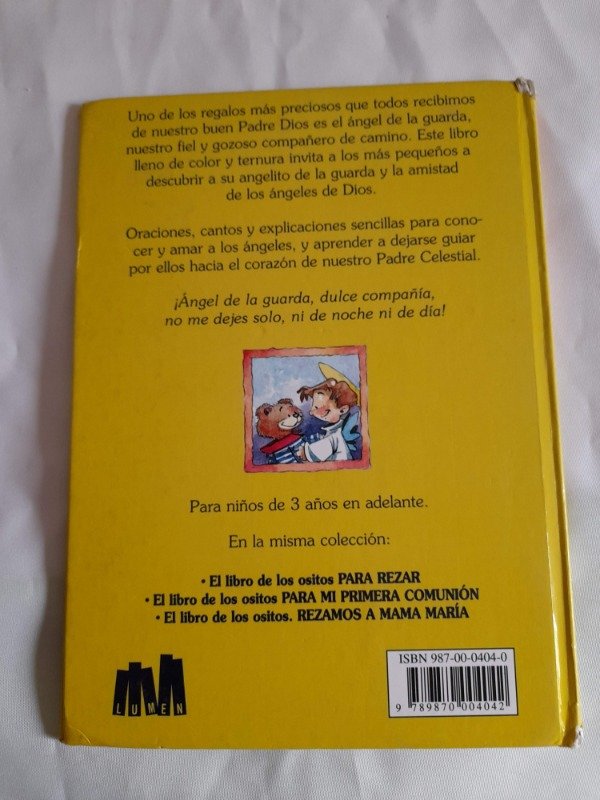 Uno de los regalos más preciosos que todos recibimos
de nuestro buen Padre Dios es el ángel de la guarda,
nuestro fiel y gozoso compañero de camino. Este libro
lleno de color y ternura invita a los más pequeños a
descubrir a su angelito de la guarda y la amistad
de los ángeles de Dios.
Oraciones, cantos y explicaciones sencillas para cono-
cer y amar a los ángeles, y aprender a dejarse guiar
por ellos hacia el corazón de nuestro Padre Celestial.
¡Ángel de la guarda, dulce compañía,
no me dejes solo, ni de noche ni de día!
Para niños de 3 años en adelante.
En la misma colección:
• El libro de los ositos PARA REZAR
• El libro de los ositos PARA MI PRIMERA COMUNIÓN
• El libro de los ositos. REZAMOS A MAMA MARÍA
ISBN 987-00-0404-0
9 789870 004042
LUMEN